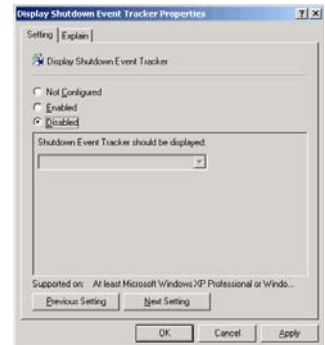 Display Shutdown Event Tracker Properties
Setting Explain
Display Shutdown Event Tracker
Not Configured
Enabled
Disabled
Shutdown Event Tracker should be displayed:
Supported on: At least Microsoft Windows XP Professional or Windo...
Previous Setting Next Setting
OK Cancel Apply